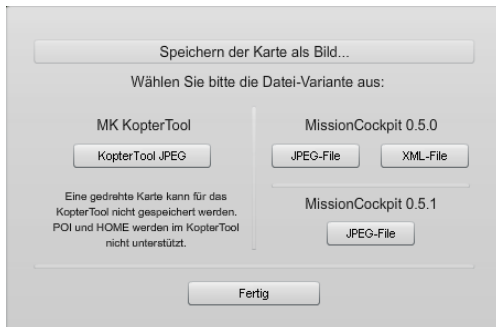 Speichern der Karte als Bild...
Wählen Sie bitte die Datei-Variante aus:
MK KopterTool
KopterTool JPEG
Eine gedrehte Karte kann für das
KopterTool nicht gespeichert werden.
POI und HOME werden im KopterTool
nicht unterstützt.
MissionCockpit 0.5.0
JPEG-File XML-File
MissionCockpit 0.5.1
JPEG-File
Fertig